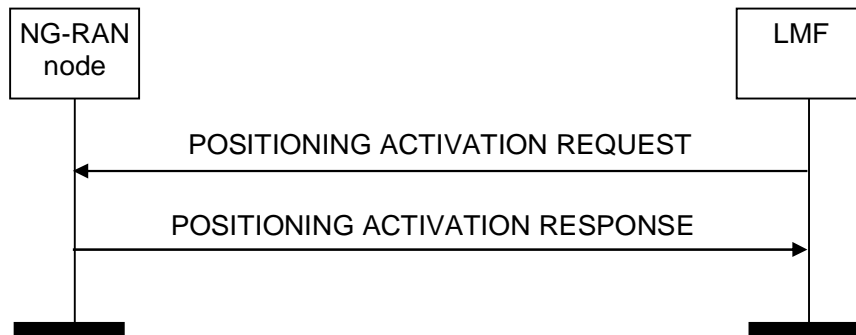 NG-RAN
node
LMF
POSITIONING ACTIVATION REQUEST
POSITIONING ACTIVATION RESPONSE